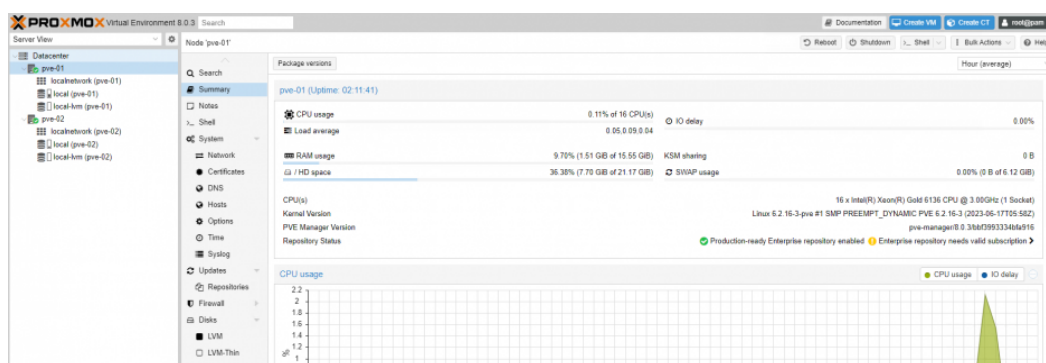 PROXMOX Virtual Environment 8.0.3 Search
Documentation Create VM Create CT root@pam
Server View
Node 'pve-01'
Reboot Shutdown Shell Bulk Actions Help
Datacenter
pve-01
localnetwork (pve-01)
local (pve-01)
local-lvm (pve-01)
pve-02
localnetwork (pve-02)
local (pve-02)
local-lvm (pve-02)
Search
Summary
Notes
Shell
System
Network
Certificates
DNS
Hosts
Options
Time
Syslog
Updates
Repositories
Firewall
Disks
LVM
LVM-Thin
Package versions
Hour (average)
pve-01 (Uptime: 02:11:41)
CPU usage 0.11% of 16 CPU(s)
IO delay 0.00%
Load average 0.05,0.09,0.04
RAM usage 9.70% (1.51 GiB of 15.55 GiB)
KSM sharing 0 B
/ HD space 36.38% (7.70 GiB of 21.17 GiB)
SWAP usage 0.00% (0 B of 6.12 GiB)
CPU(s) 16 x Intel(R) Xeon(R) Gold 6136 CPU @ 3.00GHz (1 Socket)
Kernel Version Linux 6.2.16-3-pve #1 SMP PREEMPT_DYNAMIC PVE 6.2.16-3 (2023-06-17T05:58Z)
PVE Manager Version pve-manager/8.0.3/bbf3993334bfa916
Repository Status Production-ready Enterprise repository enabled Enterprise repository needs valid subscription
CPU usage
CPU usage IO delay
2.2
2
1.8
1.6
1.4
1.2
1
%